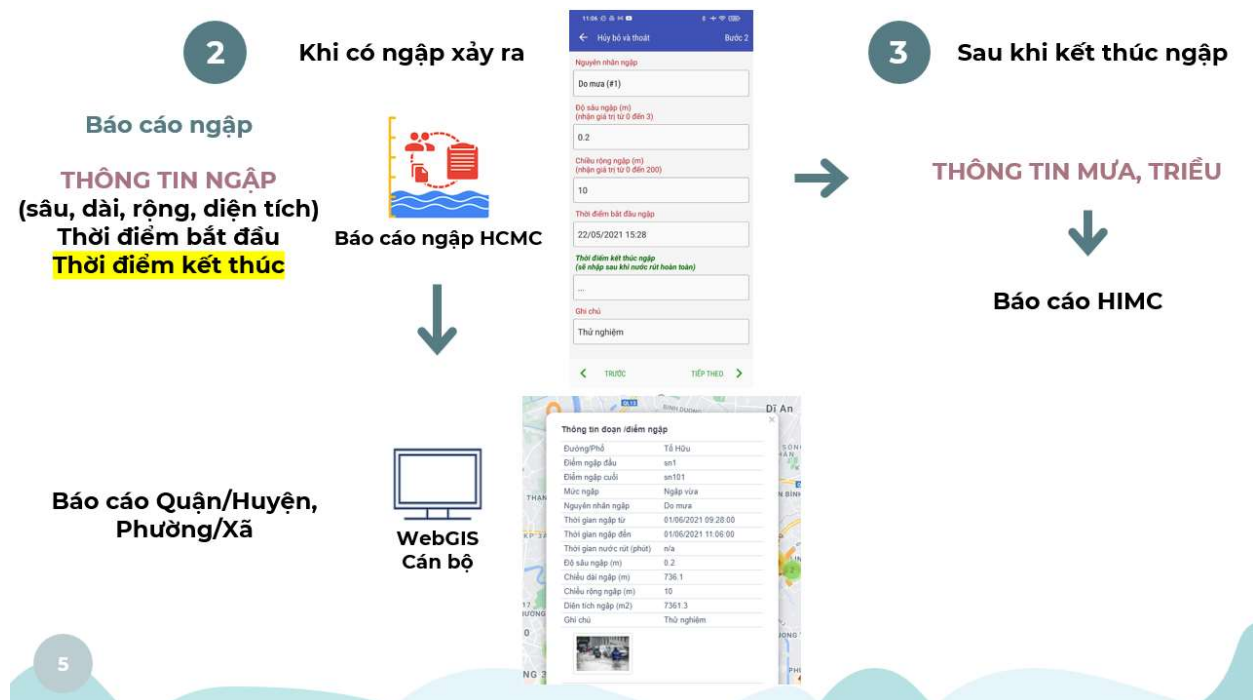 2
Khi có ngập xảy ra
Báo cáo ngập
THÔNG TIN NGẬP
(sâu, dài, rộng, diện tích)
Thời điểm bắt đầu
Thời điểm kết thúc
Báo cáo ngập HCMC
11:06
Hủy bỏ và thoát
Bước 2
Nguyên nhân ngập
Do mưa (#1)
Độ sâu ngập (m)
(nhận giá trị từ 0 đến 3)
0.2
Chiều rộng ngập (m)
(nhận giá trị từ 0 đến 200)
10
Thời điểm bắt đầu ngập
22/05/2021 15:28
Thời điểm kết thúc ngập
(sẽ nhập sau khi nước rút hoàn toàn)
...
Ghi chú
Thử nghiệm
TRƯỚC
TIẾP THEO
3
Sau khi kết thúc ngập
THÔNG TIN MƯA, TRIỀU
Báo cáo HIMC
Báo cáo Quận/Huyện,
Phường/Xã
WebGIS
Cán bộ
Dĩ An
Thông tin đoạn /điểm ngập
Đường/Phố Tố Hữu
Điểm ngập đầu sn1
Điểm ngập cuối sn101
Mức ngập Ngập vừa
Nguyên nhân ngập Do mưa
Thời gian ngập từ 01/06/2021 09:28:00
Thời gian ngập đến 01/06/2021 11:06:00
Thời gian nước rút (phút) n/a
Độ sâu ngập (m) 0.2
Chiều dài ngập (m) 736.1
Chiều rộng ngập (m) 10
Diện tích ngập (m2) 7361.3
Ghi chú Thử nghiệm
5